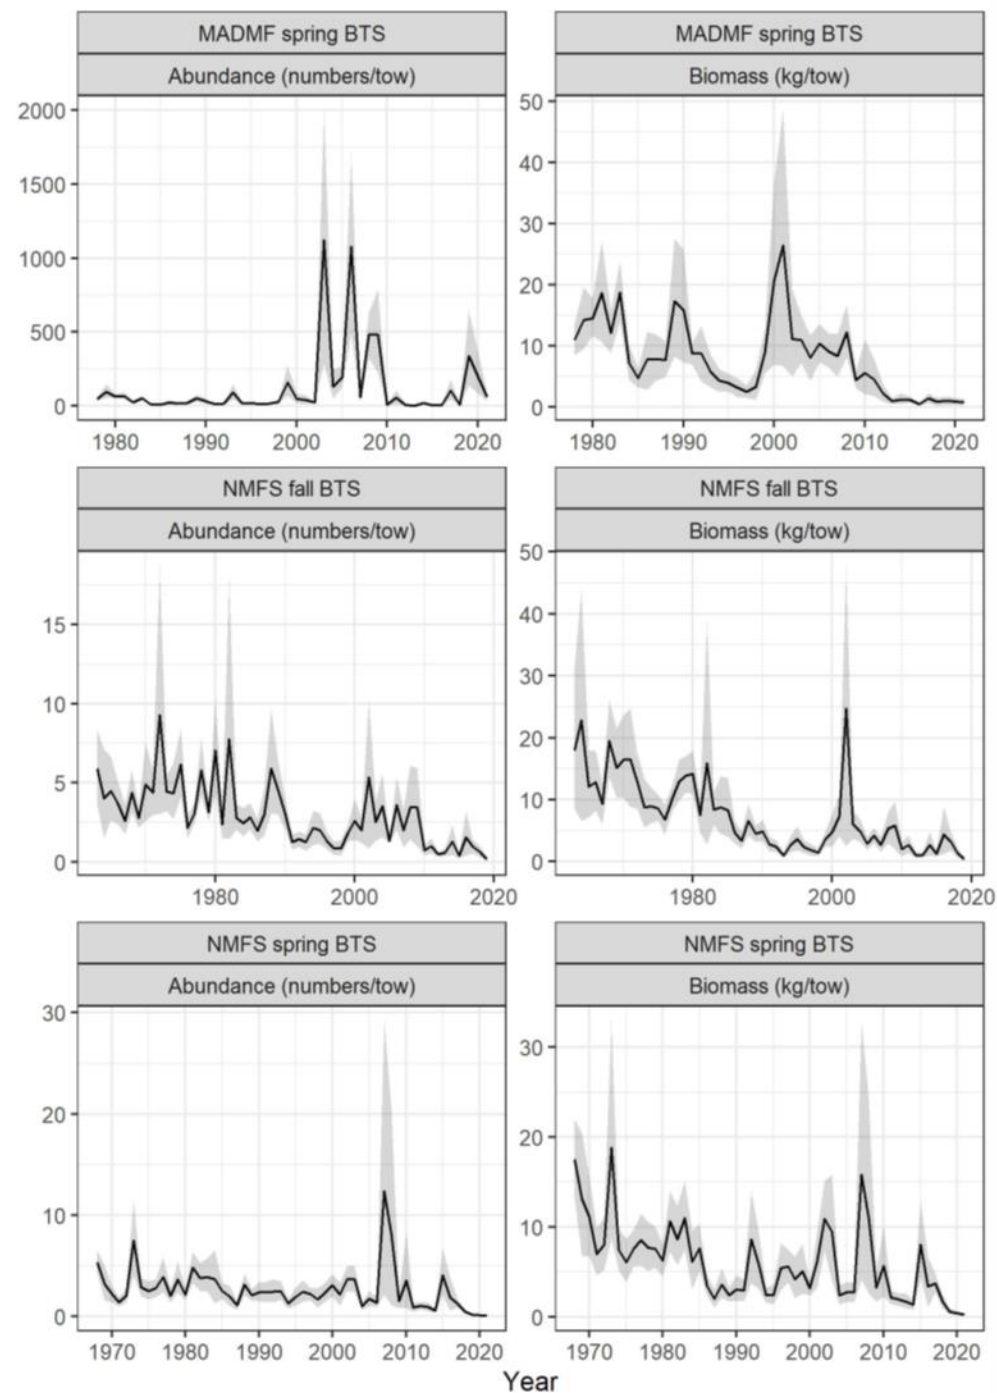 MADMF spring BTS
Abundance (numbers/tow)
2000
1500
1000
500
0
1980 1990 2000 2010 2020
MADMF spring BTS
Biomass (kg/tow)
50
40
30
20
10
0
1980 1990 2000 2010 2020
NMFS fall BTS
Abundance (numbers/tow)
15
10
5
0
1980 2000 2020
NMFS fall BTS
Biomass (kg/tow)
50
40
30
20
10
0
1980 2000 2020
NMFS spring BTS
Abundance (numbers/tow)
30
20
10
0
1970 1980 1990 2000 2010 2020
NMFS spring BTS
Biomass (kg/tow)
30
20
10
0
1970 1980 1990 2000 2010 2020
Year